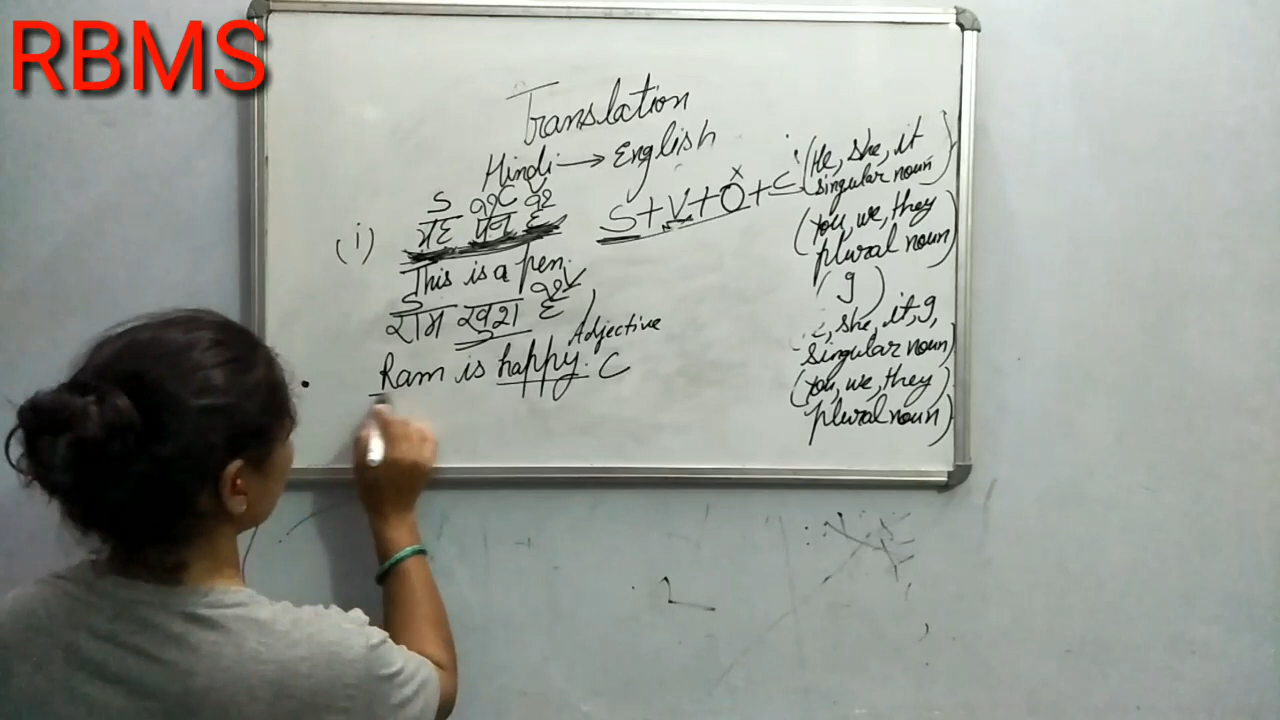 RBMS
Translation
Hindi → English
S C V
(i) यह पेन है
S+V+O+C
This is a pen.
S V
राम खुश है
Adjective
Ram is happy. C
(He, she, it
singular noun)
(You, we, they
plural noun)
(I)
she, it, I,
singular noun)
(You, we, they
plural noun)